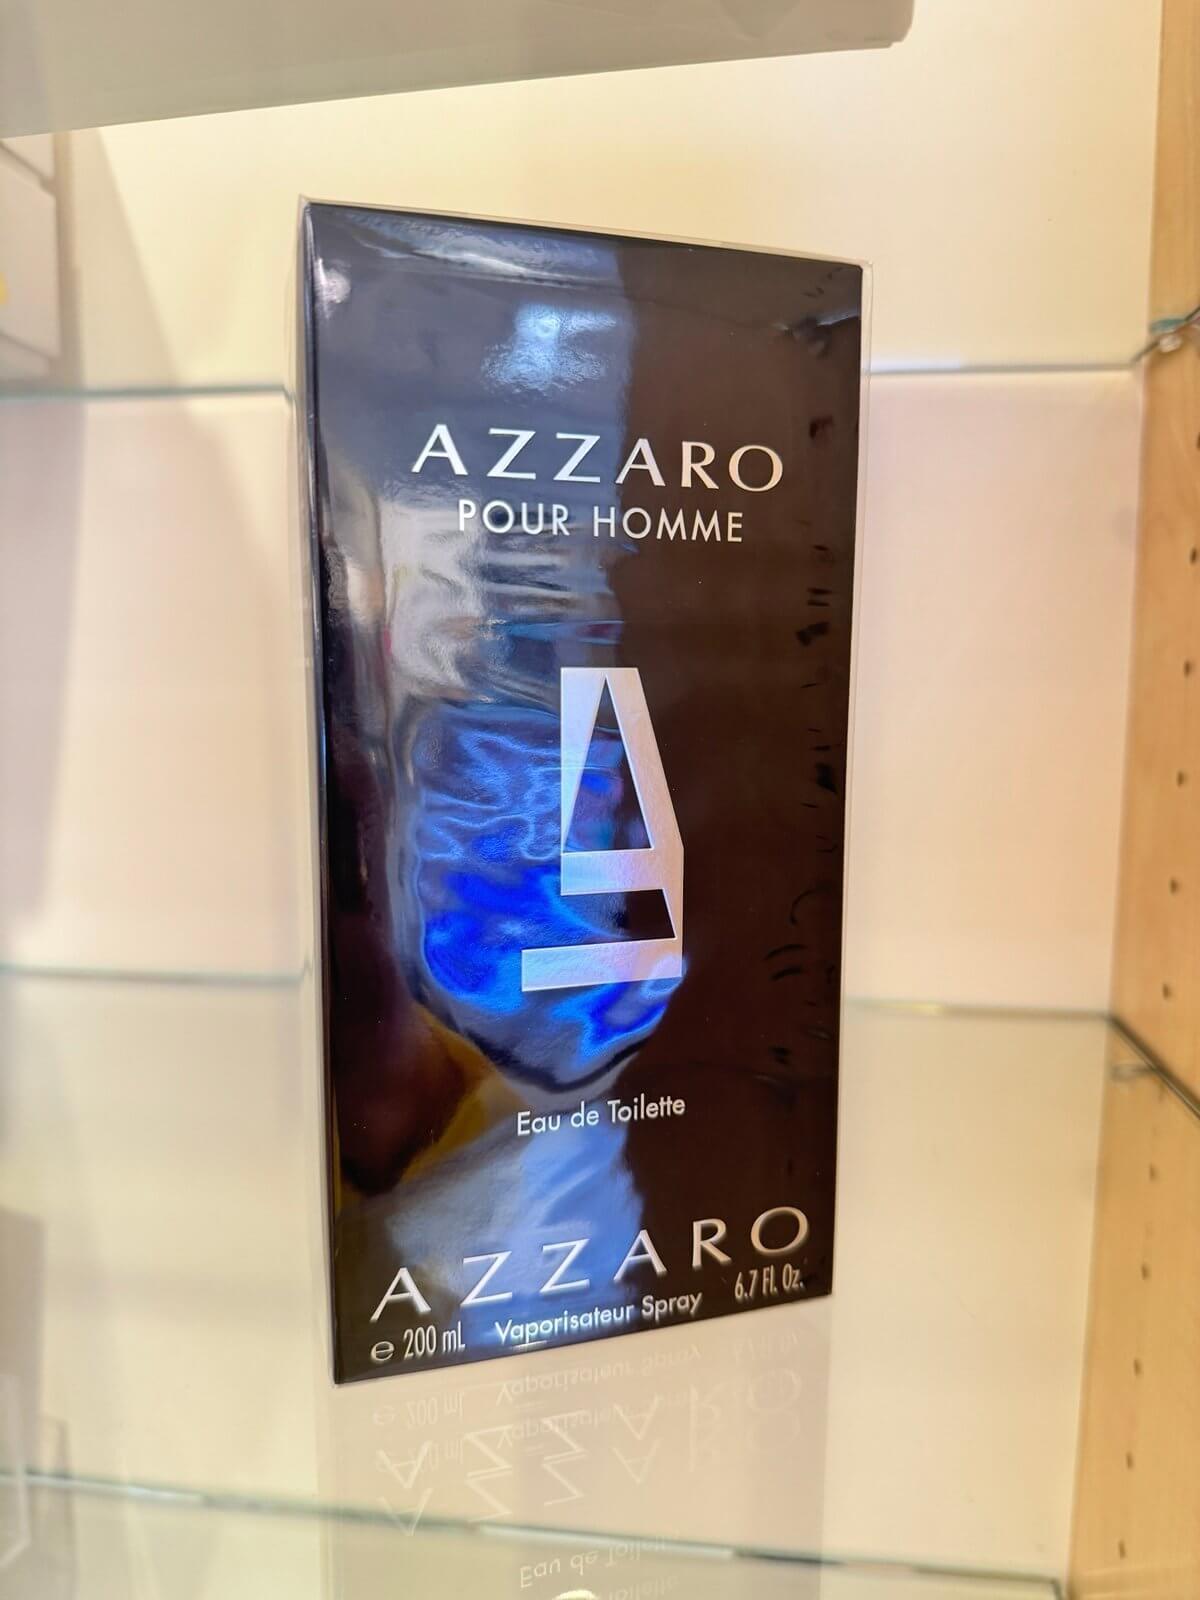 AZZARO
POUR HOMME
Eau de Toilette
AZZARO
℮ 200 mL Vaporisateur Spray 6.7 Fl. Oz.